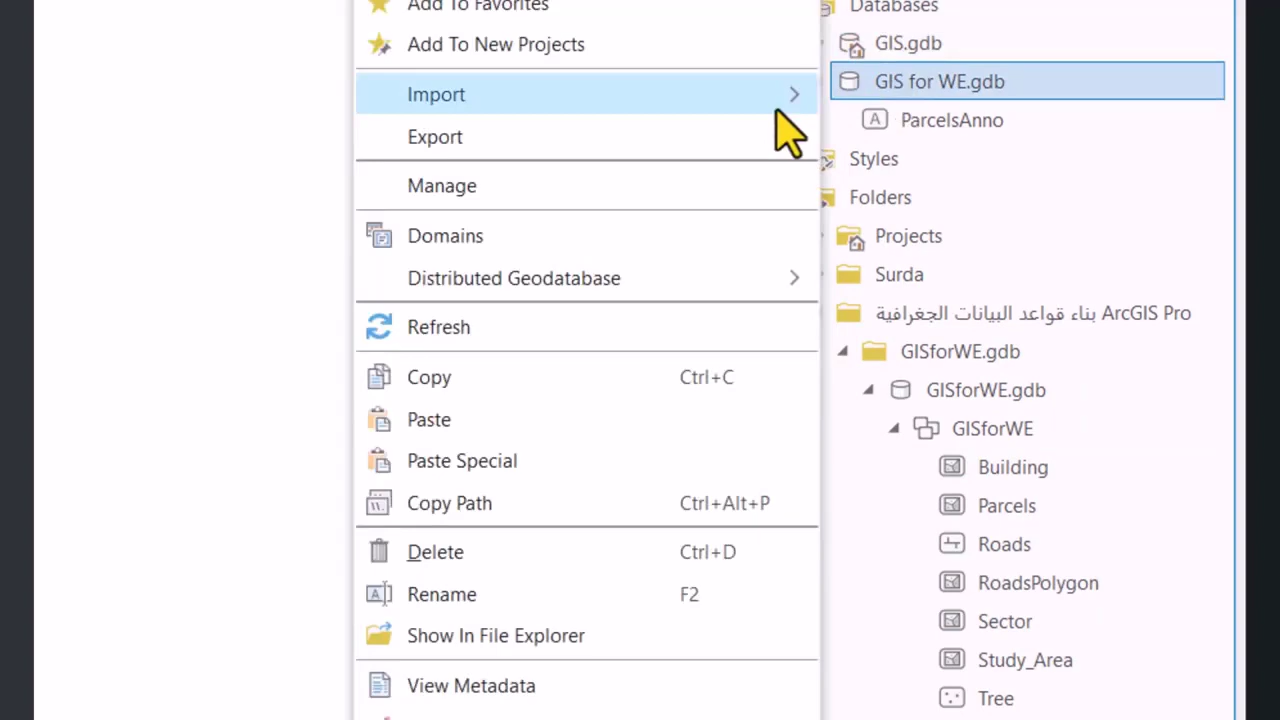 Add To Favorites
Add To New Projects
Import
Export
Manage
Domains
Distributed Geodatabase
Refresh
Copy Ctrl+C
Paste
Paste Special
Copy Path Ctrl+Alt+P
Delete Ctrl+D
Rename F2
Show In File Explorer
View Metadata
Databases
GIS.gdb
GIS for WE.gdb
A ParcelsAnno
Styles
Folders
Projects
Surda
بناء قواعد البيانات الجغرافية ArcGIS Pro
GISforWE.gdb
GISforWE.gdb
GISforWE
Building
Parcels
Roads
RoadsPolygon
Sector
Study_Area
Tree